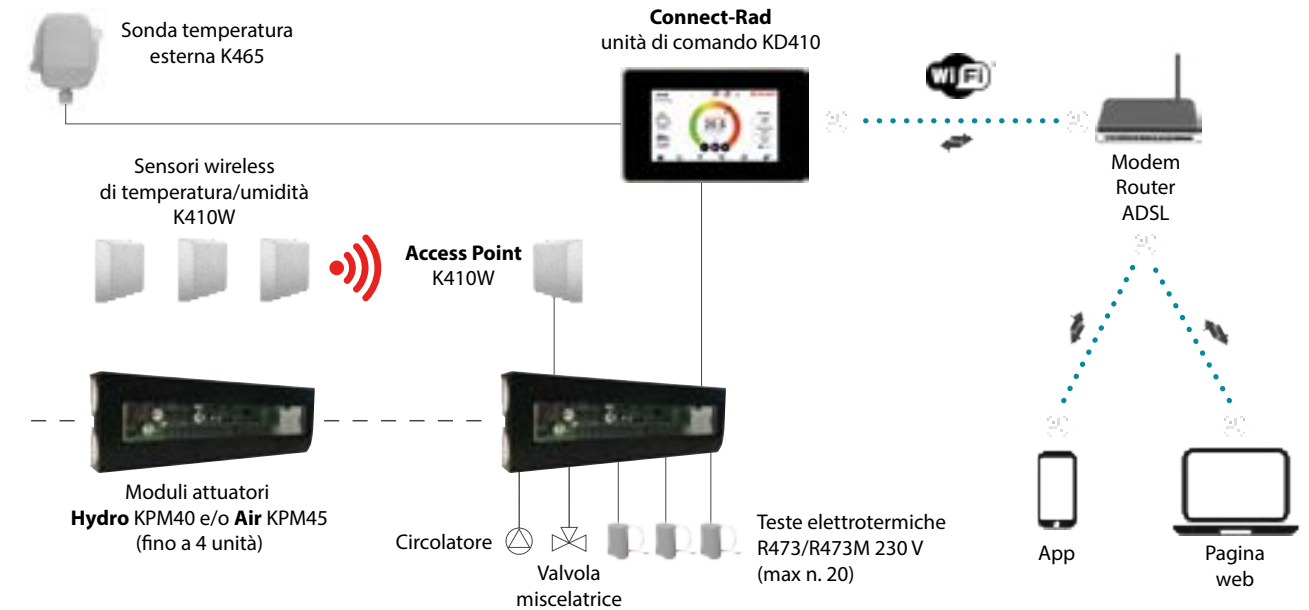 Sonda temperatura
esterna K465
Connect-Rad
unità di comando KD410
WiFi
Modem
Router
ADSL
Sensori wireless
di temperatura/umidità
K410W
Access Point
K410W
Moduli attuatori
Hydro KPM40 e/o Air KPM45
(fino a 4 unità)
Circolatore
Valvola
miscelatrice
Teste elettrotermiche
R473/R473M 230 V
(max n. 20)
App
Pagina
web